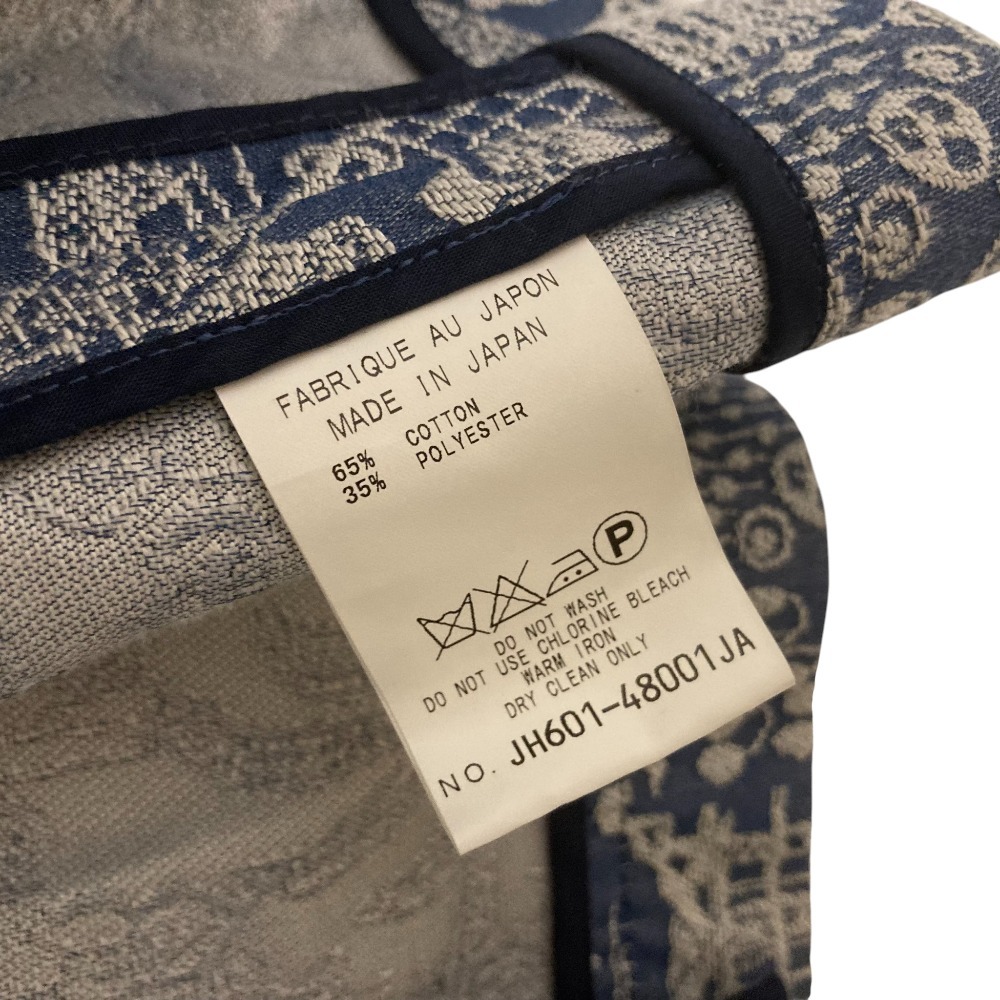 FABRIQUE AU JAPON
MADE IN JAPAN
65% COTTON
35% POLYESTER
P
DO NOT WASH
DO NOT USE CHLORINE BLEACH
WARM IRON
DRY CLEAN ONLY
NO. JH601-48001JA